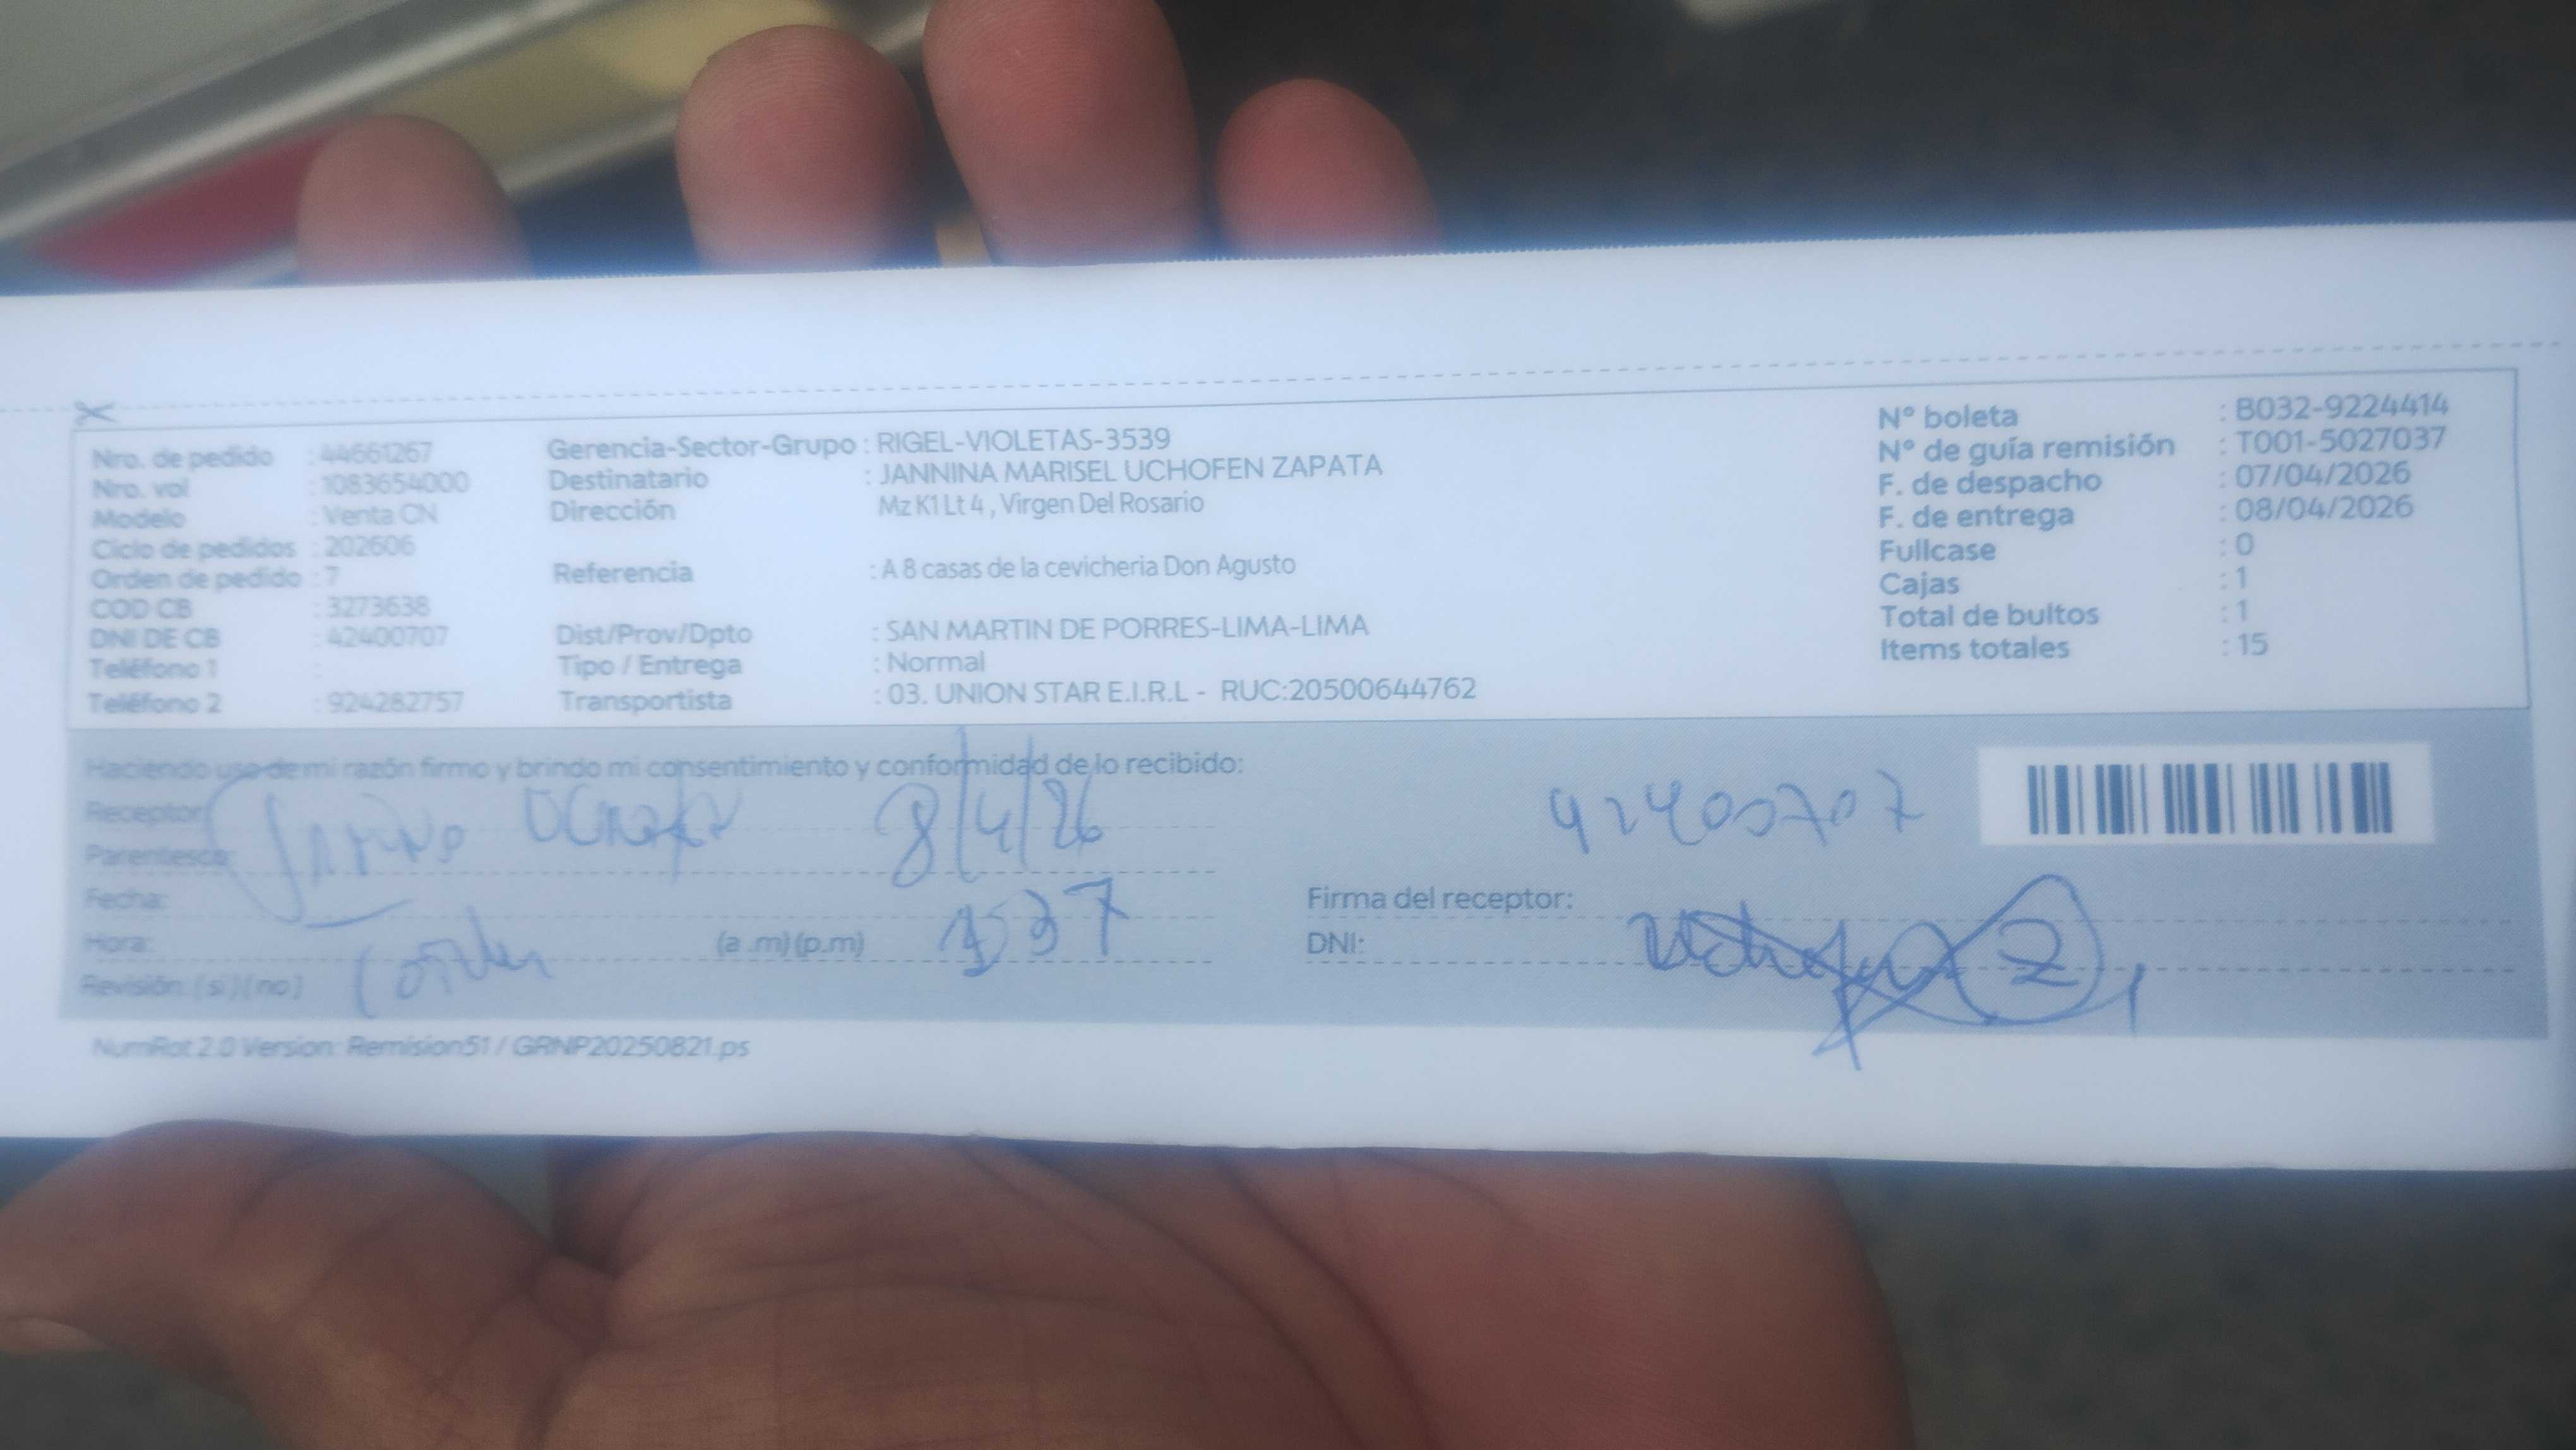 Nro. de pedido : 44661267
Nro. vol : 1083654000
Modelo : Venta CN
Ciclo de pedidos : 202606
Orden de pedido : 7
COD CB : 3273638
DNI DE CB : 42400707
Teléfono 1 :
Teléfono 2 : 924282757
Gerencia-Sector-Grupo : RIGEL-VIOLETAS-3539
Destinatario : JANNINA MARISEL UCHOFEN ZAPATA
Dirección Mz K1 Lt 4 , Virgen Del Rosario
Referencia : A 8 casas de la cevicheria Don Agusto
Dist/Prov/Dpto : SAN MARTIN DE PORRES-LIMA-LIMA
Tipo / Entrega : Normal
Transportista : 03. UNION STAR E.I.R.L - RUC:20500644762
N° boleta : B032-9224414
N° de guía remisión : T001-5027037
F. de despacho : 07/04/2026
F. de entrega : 08/04/2026
Fullcase : 0
Cajas : 1
Total de bultos : 1
Items totales : 15
Haciendo uso de mi razón firmo y brindo mi consentimiento y conformidad de lo recibido:
Receptor: 8/4/26
Parentesco:
Fecha:
Hora: (a .m) (p.m)
Revisión: (si) (no)
42400707
Firma del receptor:
DNI:
NumRot 2.0 Version: Remision51 / GRNP20250821.ps